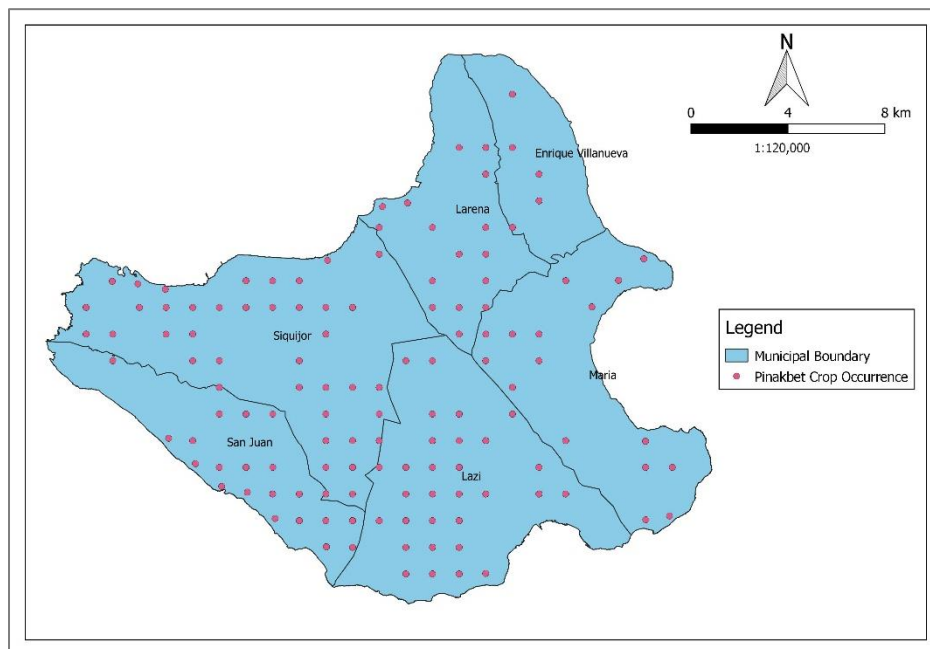 N
0 4 8 km
1:120,000
Enrique Villanueva
Larena
Siquijor
Maria
San Juan
Lazi
Legend
Municipal Boundary
Pinakbet Crop Occurrence